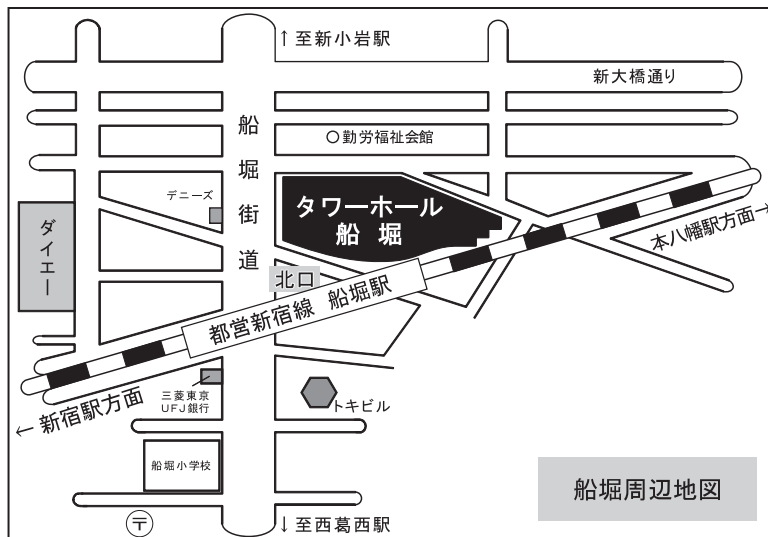 ↑至新小岩駅
新大橋通り
船堀街道
○勤労福祉会館
デニーズ
タワーホール
船堀
ダイエー
北口
本八幡駅方面→
都営新宿線 船堀駅
←新宿駅方面
三菱東京
UFJ銀行
トキビル
船堀小学校
船堀周辺地図
〒
↓至西葛西駅